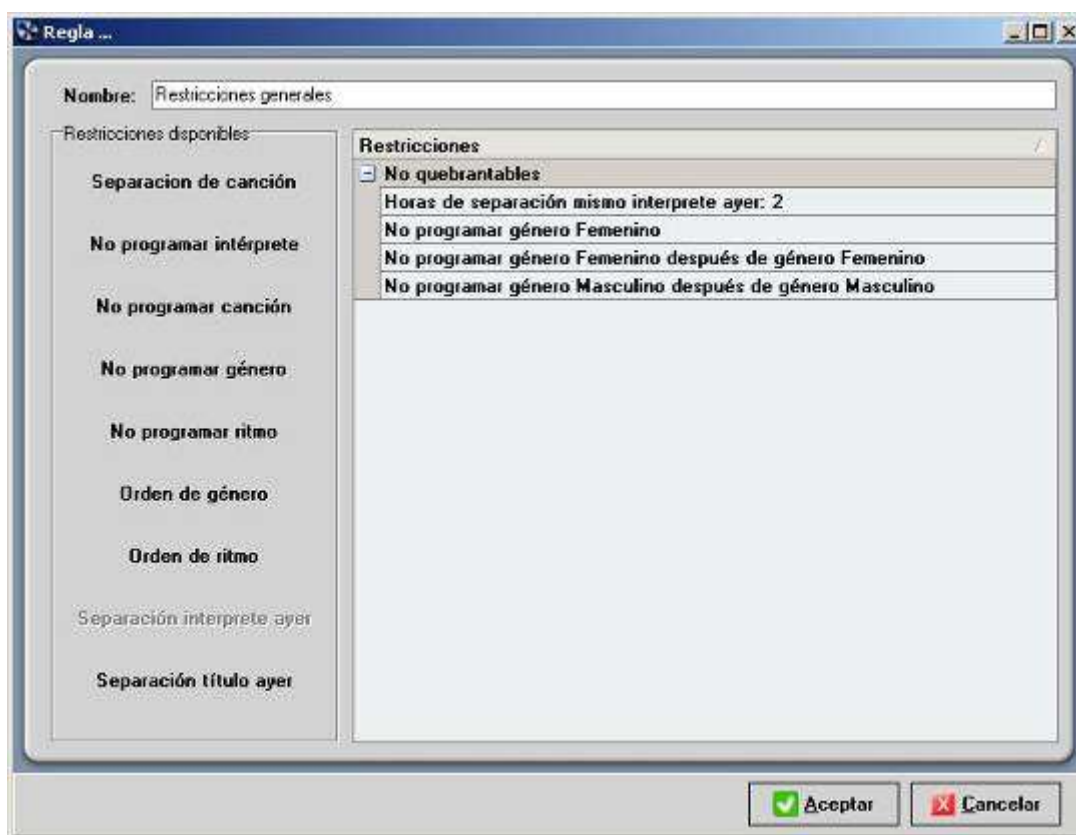 Regla ...
Nombre: Restricciones generales
Restricciones disponibles
Separacion de canción
No programar intérprete
No programar canción
No programar género
No programar ritmo
Orden de género
Orden de ritmo
Separación interprete ayer
Separación título ayer
Restricciones
No quebrantables
Horas de separación mismo interprete ayer: 2
No programar género Femenino
No programar género Femenino después de género Femenino
No programar género Masculino después de género Masculino
Aceptar
Cancelar